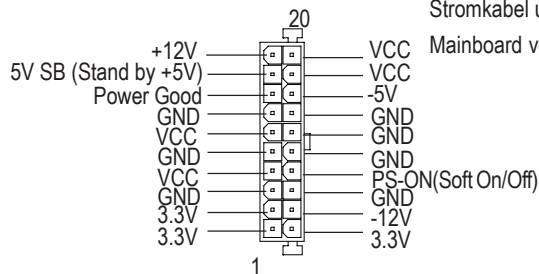 20
Stromkabel u
Mainboard v
+12V
5V SB (Stand by +5V)
Power Good
GND
VCC
GND
VCC
GND
3.3V
3.3V
VCC
VCC
-5V
GND
GND
GND
PS-ON(Soft On/Off)
GND
-12V
3.3V
1